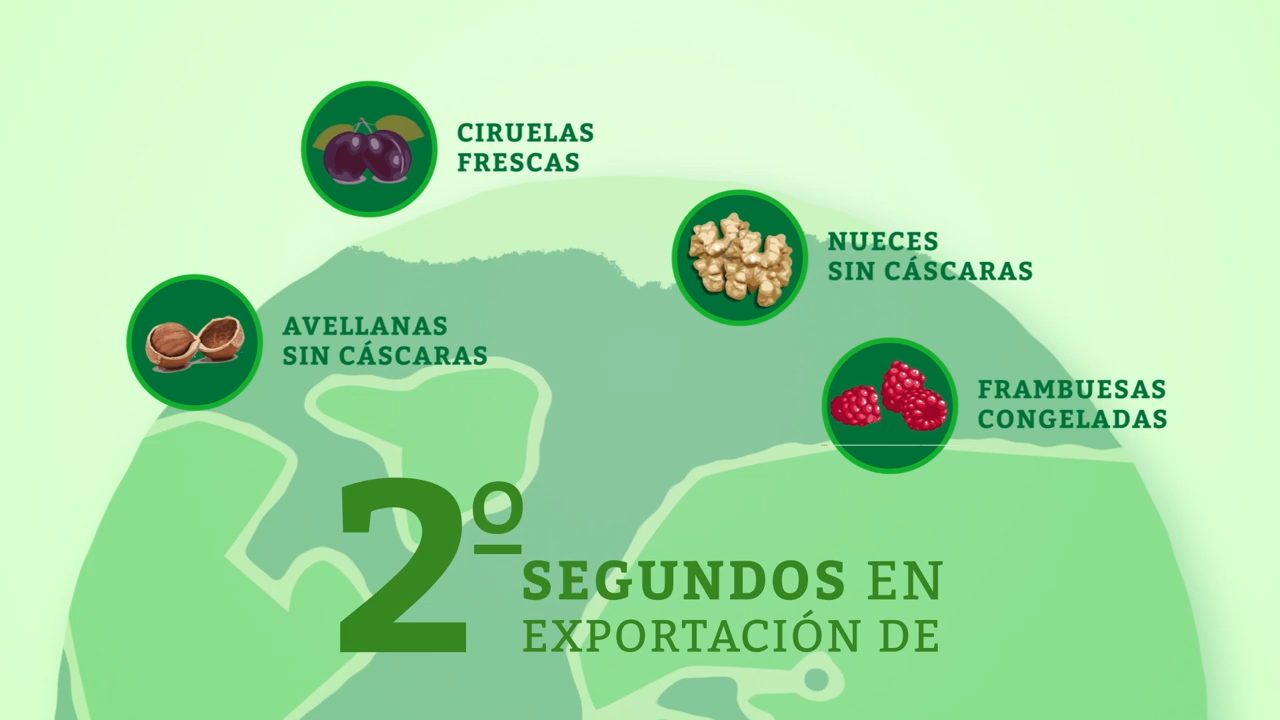 CIRUELAS
FRESCAS
NUECES
SIN CÁSCARAS
AVELLANAS
SIN CÁSCARAS
FRAMBUESAS
CONGELADAS
2º
SEGUNDOS EN
EXPORTACIÓN DE